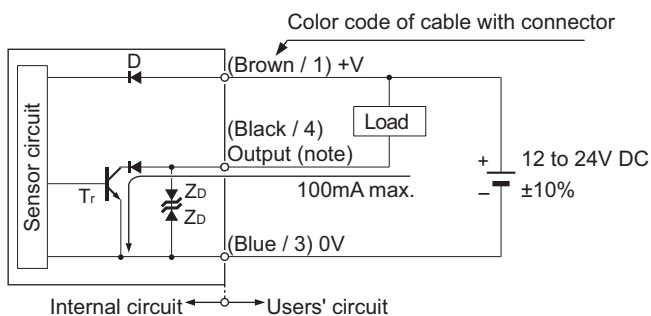 Color code of cable with connector
D
(Brown / 1) +V
Sensor circuit
(Black / 4)
Load
Output (note)
Tr
ZD
ZD
100mA max.
+
−
12 to 24V DC
±10%
(Blue / 3) 0V
Internal circuit
Users' circuit